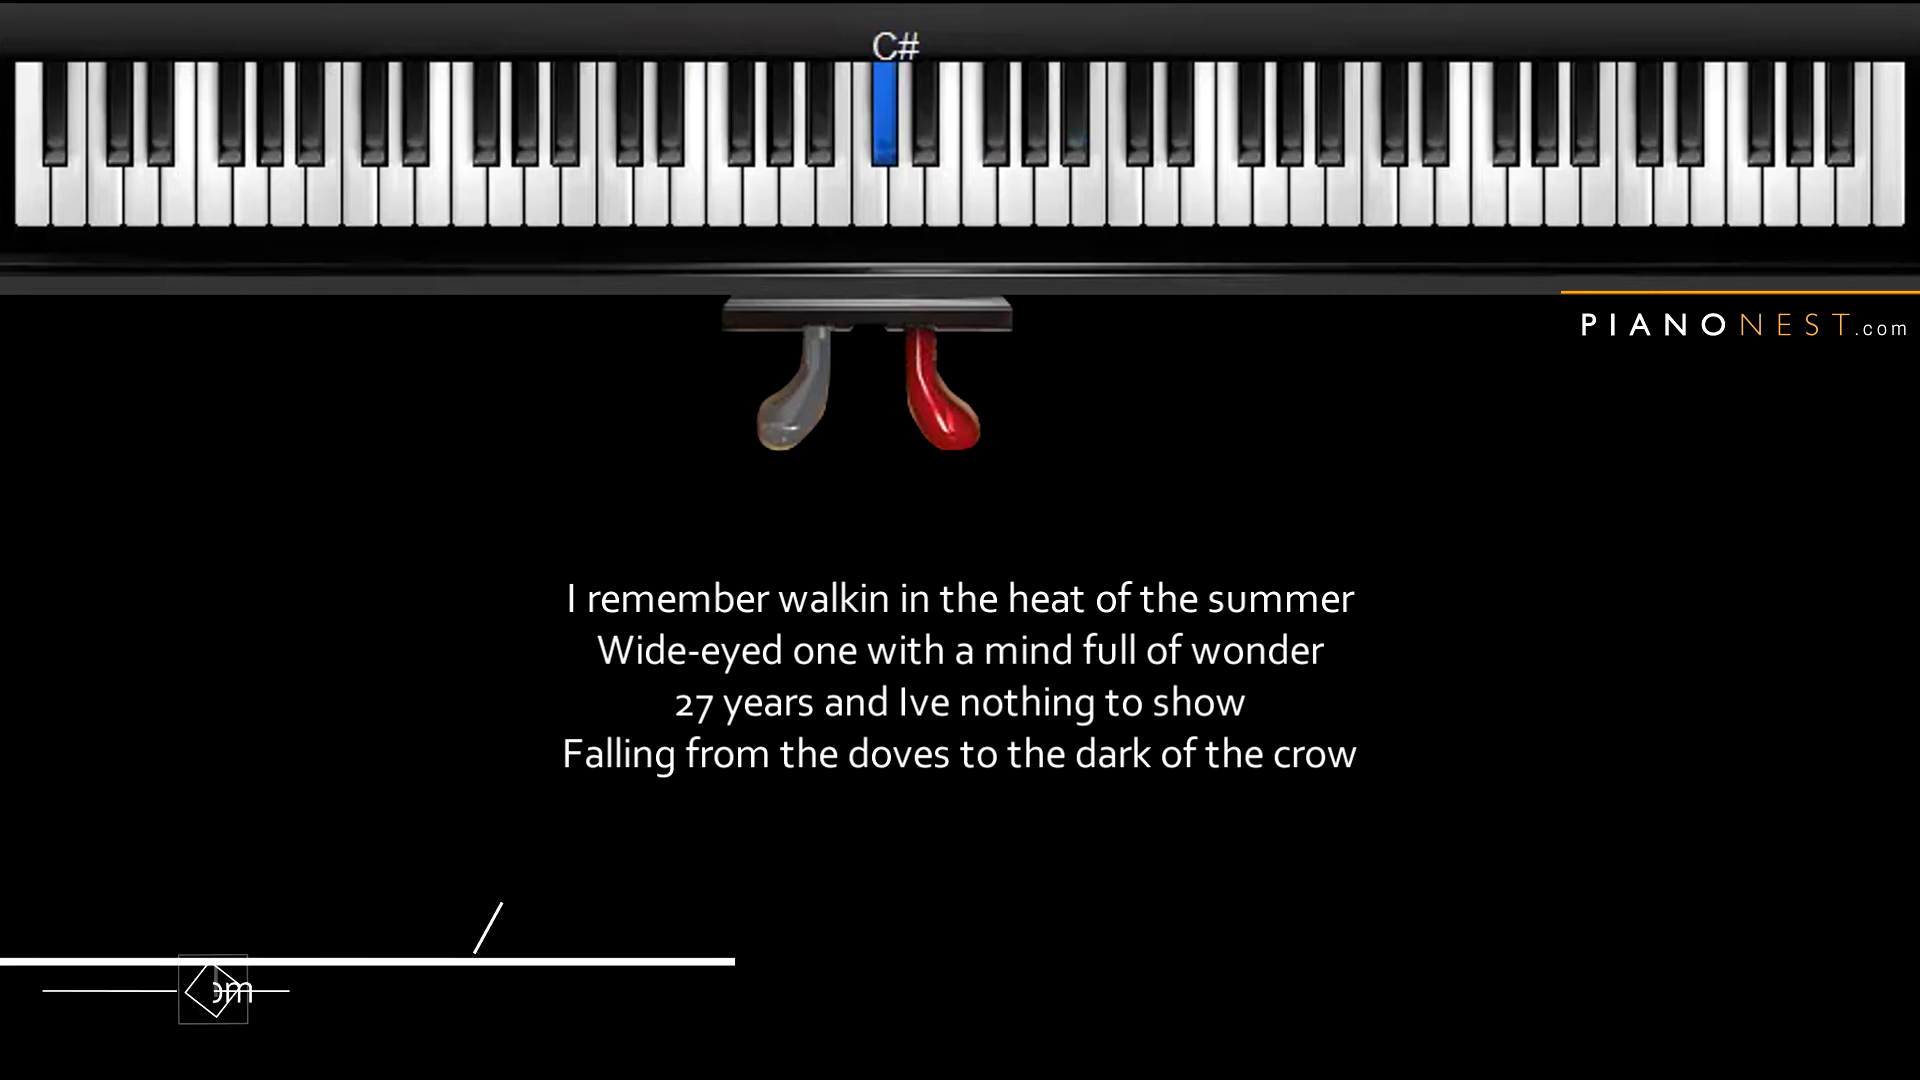 C#
PIANONEST.com
I remember walkin in the heat of the summer
Wide-eyed one with a mind full of wonder
27 years and Ive nothing to show
Falling from the doves to the dark of the crow